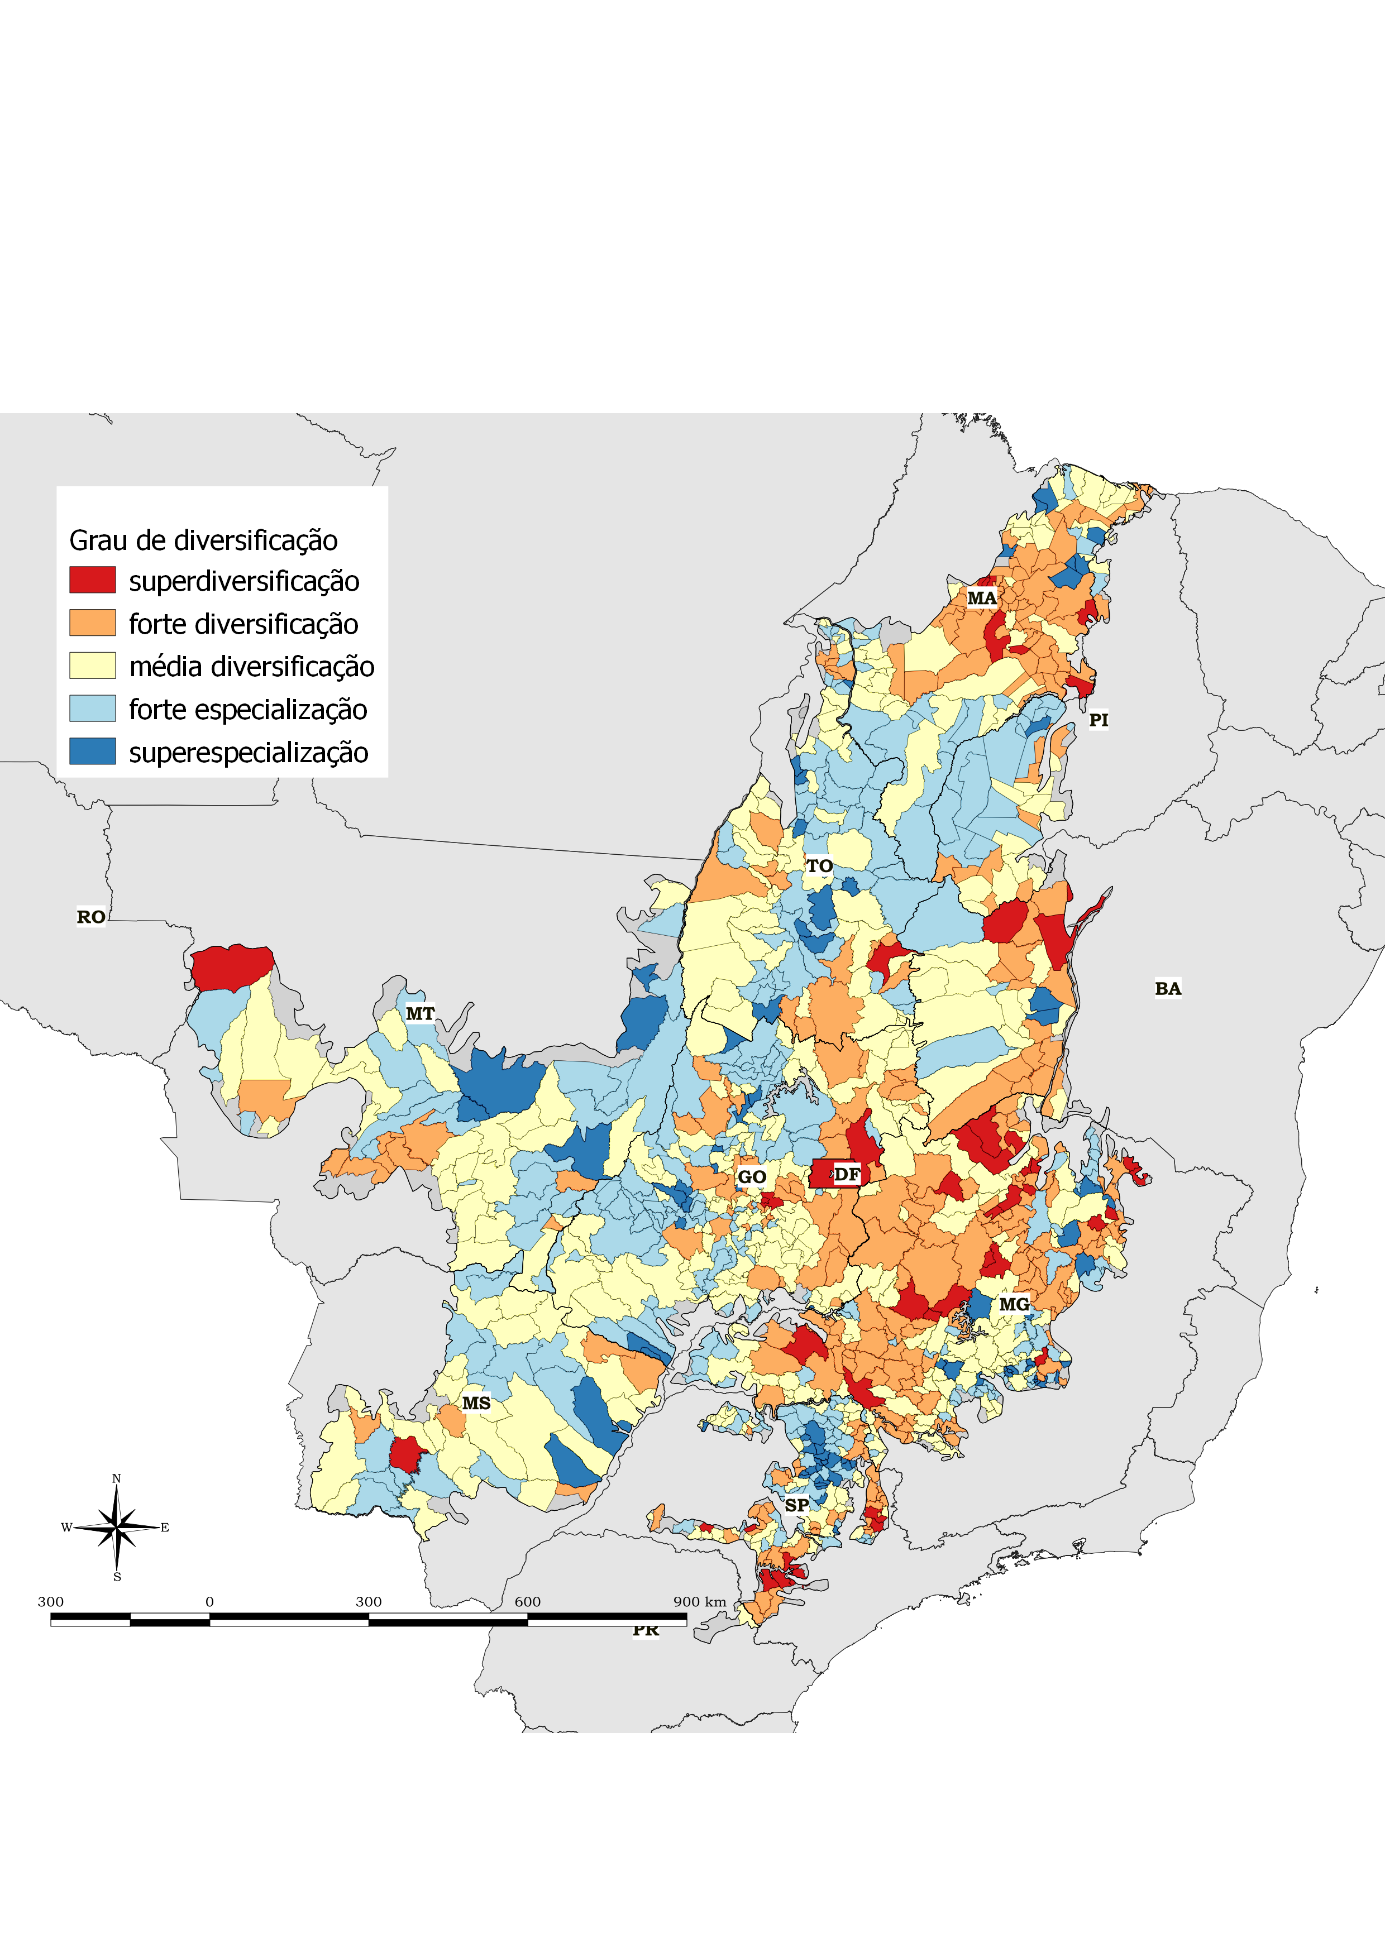 Grau de diversificação
superdiversificação
forte diversificação
média diversificação
forte especialização
superespecialização
MA
PI
TO
RO
BA
MT
GO
DF
MG
MS
SP
N
W
E
S
300
0
300
600
900 km
PR